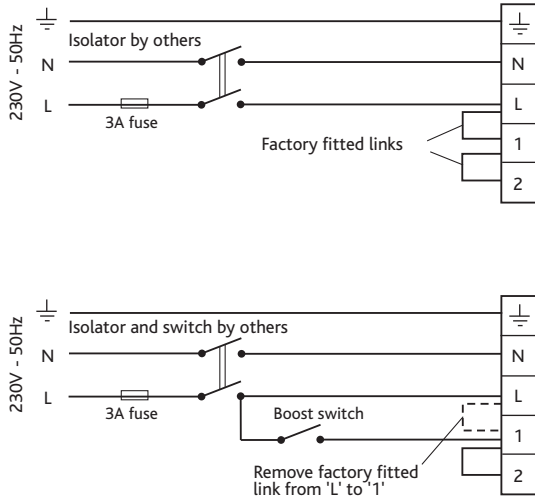 230V - 50Hz
Isolator by others
N
L
3A fuse
Factory fitted links
N
L
1
2
230V - 50Hz
Isolator and switch by others
N
L
3A fuse
Boost switch
Remove factory fitted
link from 'L' to '1'
N
L
1
2